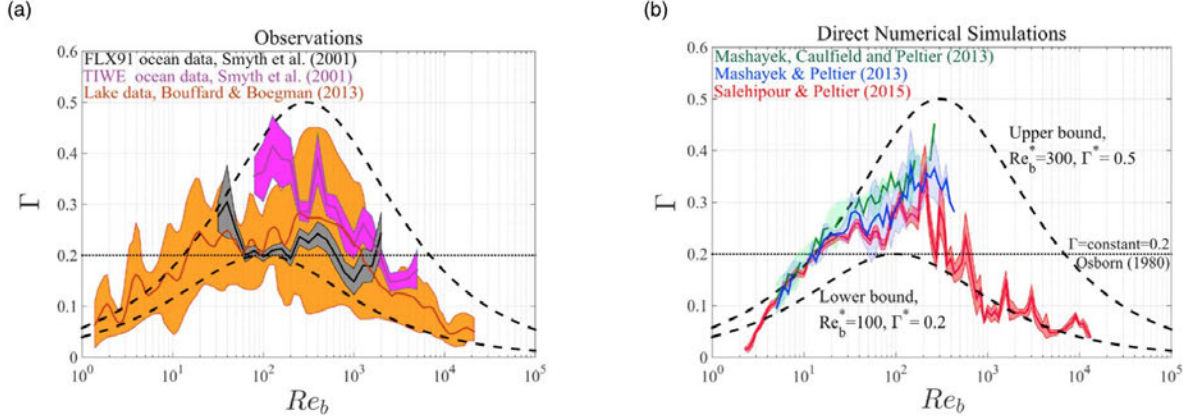 (a)
Observations
FLX91 ocean data, Smyth et al. (2001)
TIWE ocean data, Smyth et al. (2001)
Lake data, Bouffard & Boegman (2013)
0.6
0.5
0.4
0.3
0.2
0.1
0
Γ
10^0
10^1
10^2
10^3
10^4
10^5
Re_b
(b)
Direct Numerical Simulations
Mashayek, Caulfield and Peltier (2013)
Mashayek & Peltier (2013)
Salehipour & Peltier (2015)
0.6
0.5
0.4
0.3
0.2
0.1
0
Γ
Upper bound,
Re_b^*=300, Γ^*= 0.5
Γ=constant=0.2
Osborn (1980)
Lower bound,
Re_b^*=100, Γ^*= 0.2
10^0
10^1
10^2
10^3
10^4
10^5
Re_b